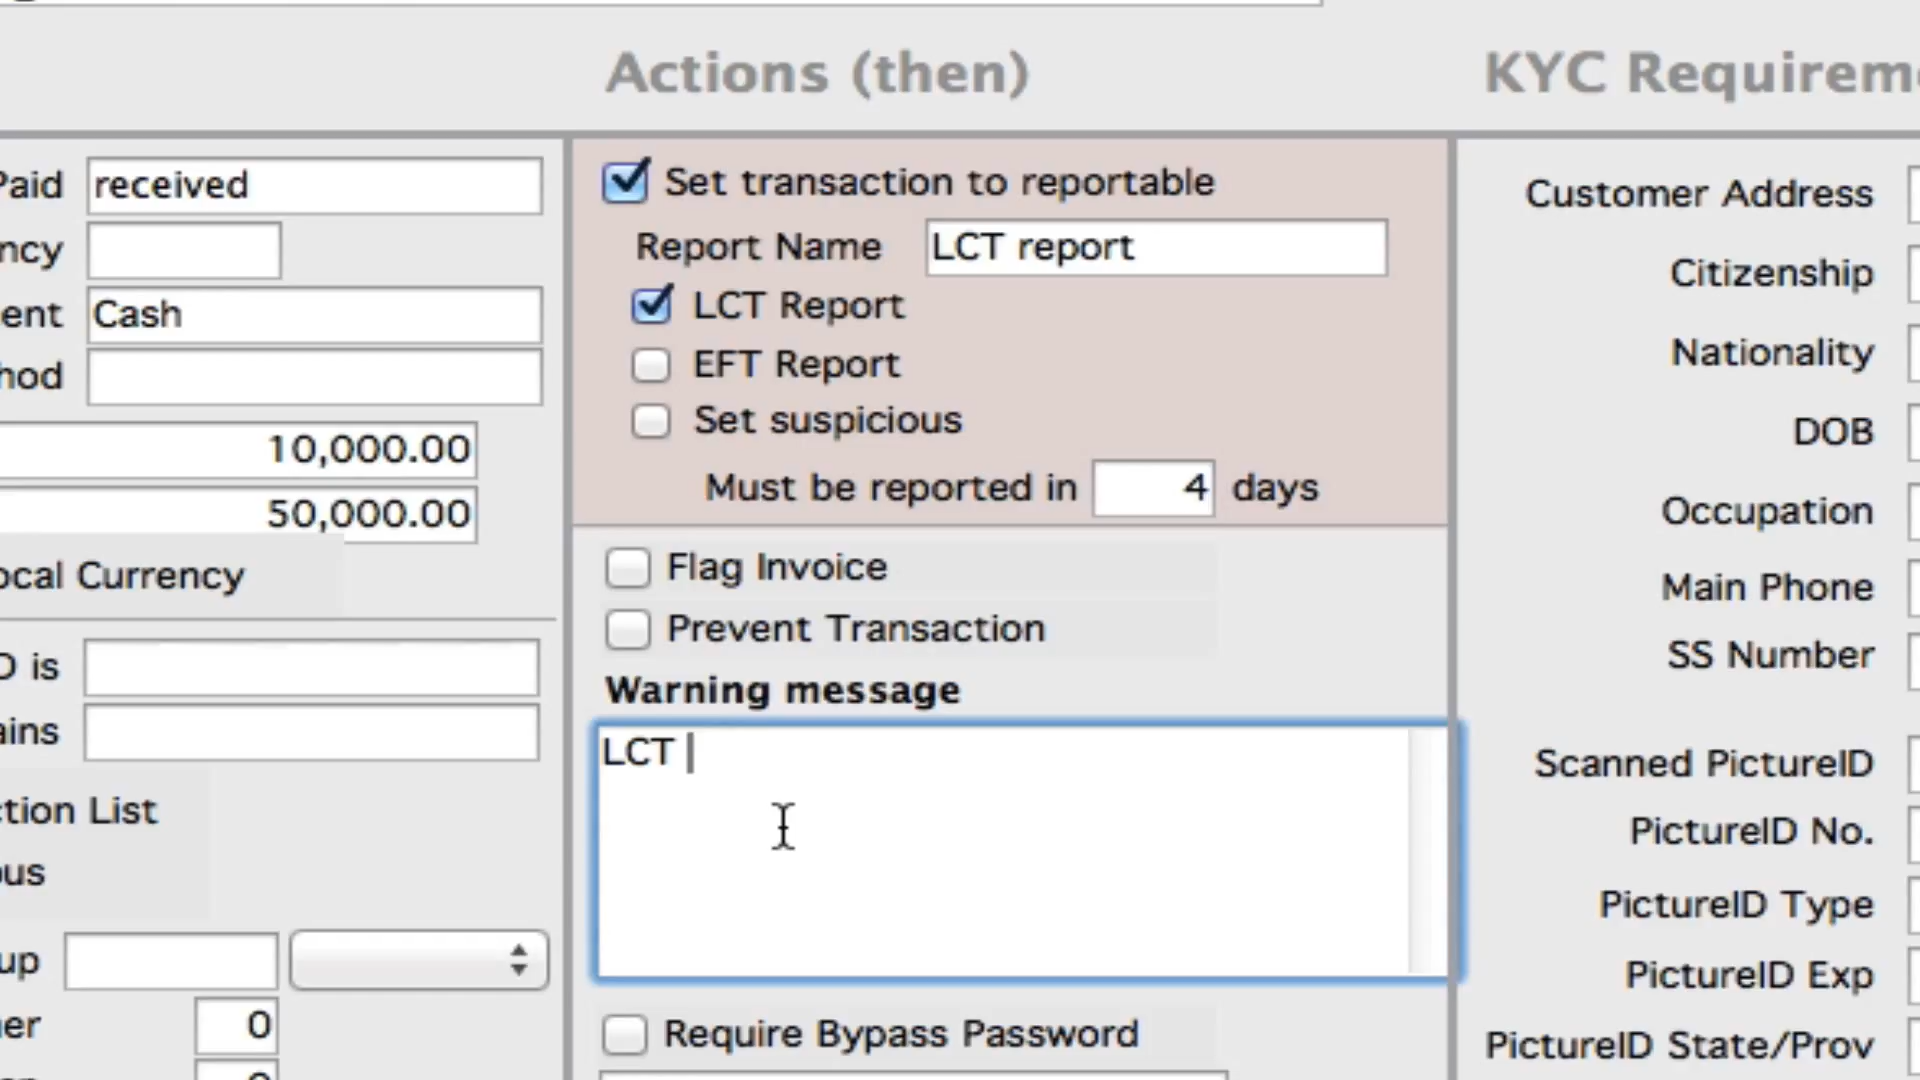 Actions (then)
KYC Requirem
Paid received
ncy
ent Cash
hod
10,000.00
50,000.00
ocal Currency
D is
ains
ction List
ous
up
er 0
Set transaction to reportable
Report Name LCT report
LCT Report
EFT Report
Set suspicious
Must be reported in 4 days
Flag Invoice
Prevent Transaction
Warning message
LCT
Require Bypass Password
Customer Address
Citizenship
Nationality
DOB
Occupation
Main Phone
SS Number
Scanned PictureID
PictureID No.
PictureID Type
PictureID Exp
PictureID State/Prov